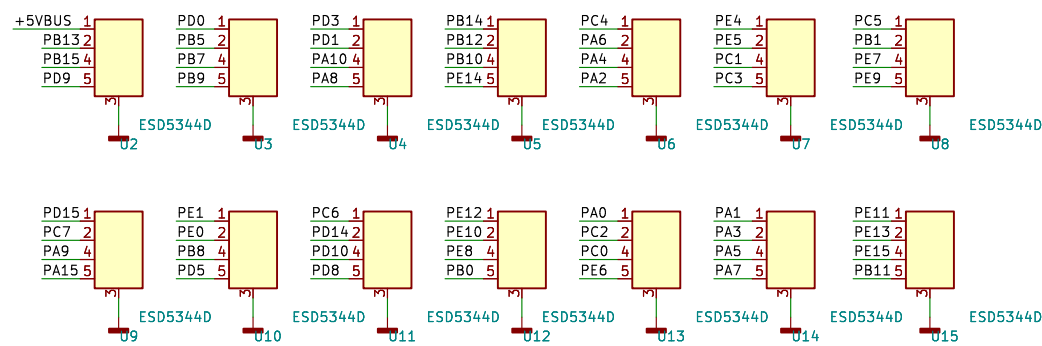 +5VBUS 1 PD0 1 PD3 1 PB14 1 PC4 1 PE4 1 PC5 1
PB13 2 PB5 2 PD1 2 PB12 2 PA6 2 PE5 2 PB1 2
PB15 4 PB7 4 PA10 4 PB10 4 PA4 4 PC1 4 PE7 4
PD9 5 PB9 5 PA8 5 PE14 5 PA2 5 PC3 5 PE9 5
3 3 3 3 3 3 3
ESD5344D ESD5344D ESD5344D ESD5344D ESD5344D ESD5344D ESD5344D
U2 U3 U4 U5 U6 U7 U8
PD15 1 PE1 1 PC6 1 PE12 1 PA0 1 PA1 1 PE11 1
PC7 2 PE0 2 PD14 2 PE10 2 PC2 2 PA3 2 PE13 2
PA9 4 PB8 4 PD10 4 PE8 4 PC0 4 PA5 4 PE15 4
PA15 5 PD5 5 PD8 5 PB0 5 PE6 5 PA7 5 PB11 5
3 3 3 3 3 3 3
ESD5344D ESD5344D ESD5344D ESD5344D ESD5344D ESD5344D ESD5344D
U9 U10 U11 U12 U13 U14 U15